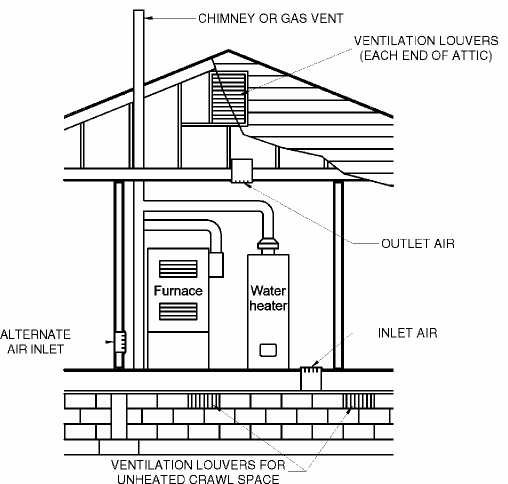 CHIMNEY OR GAS VENT
VENTILATION LOUVERS
(EACH END OF ATTIC)
OUTLET AIR
Furnace
Water
heater
ALTERNATE
AIR INLET
INLET AIR
VENTILATION LOUVERS FOR
UNHEATED CRAWL SPACE